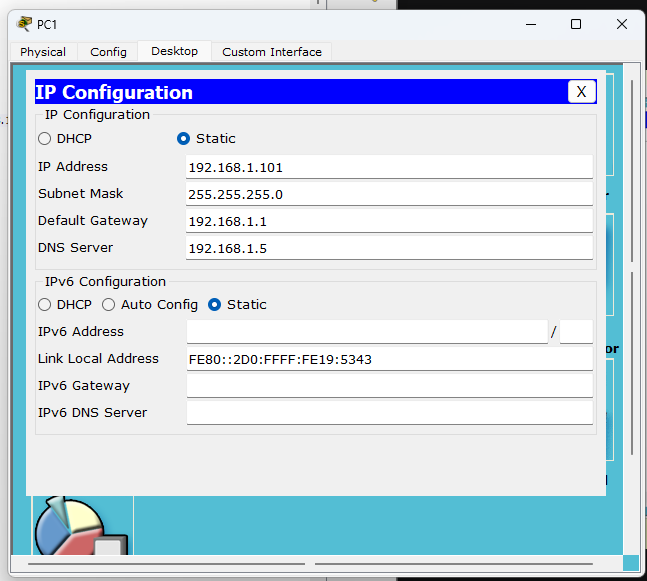 PC1
Physical Config Desktop Custom Interface
IP Configuration X
IP Configuration
DHCP Static
IP Address 192.168.1.101
Subnet Mask 255.255.255.0
Default Gateway 192.168.1.1
DNS Server 192.168.1.5
IPv6 Configuration
DHCP Auto Config Static
IPv6 Address /
Link Local Address FE80::2D0:FFFF:FE19:5343
IPv6 Gateway
IPv6 DNS Server